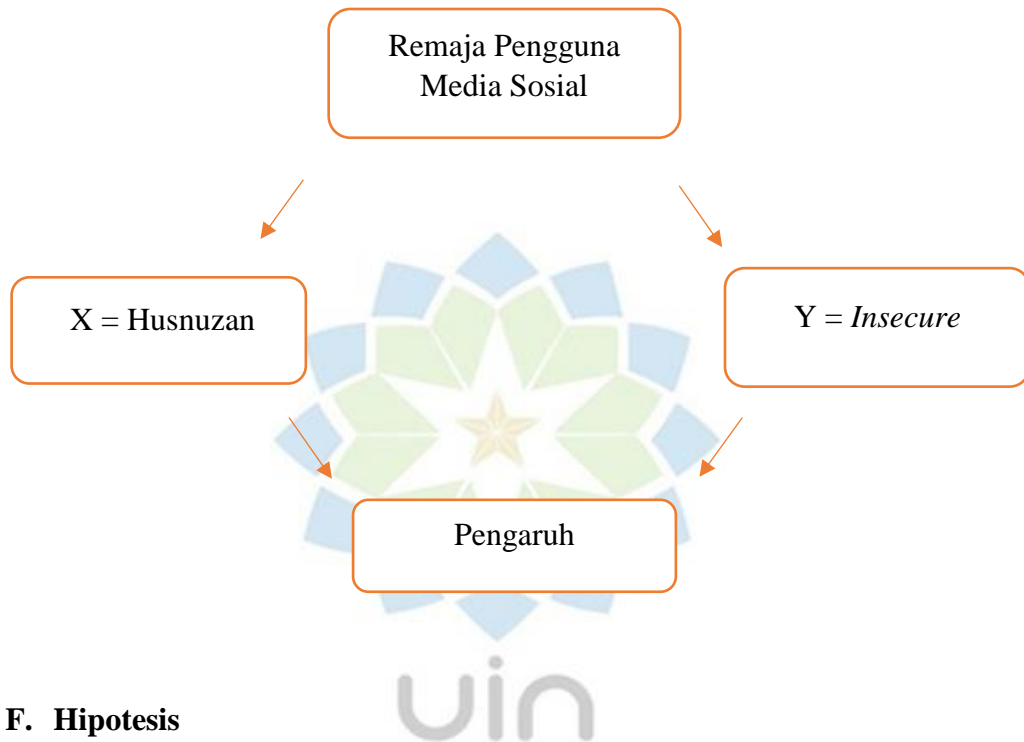 Remaja Pengguna
Media Sosial
X = Husnuzan
Y = Insecure
Pengaruh
uin
F. Hipotesis